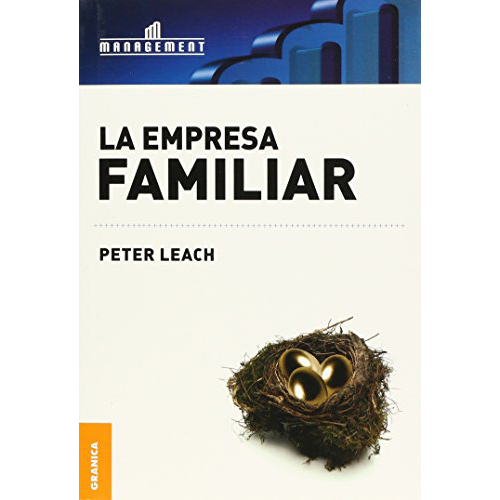 MANAGEMENT
LA EMPRESA
FAMILIAR
PETER LEACH
GRANICA